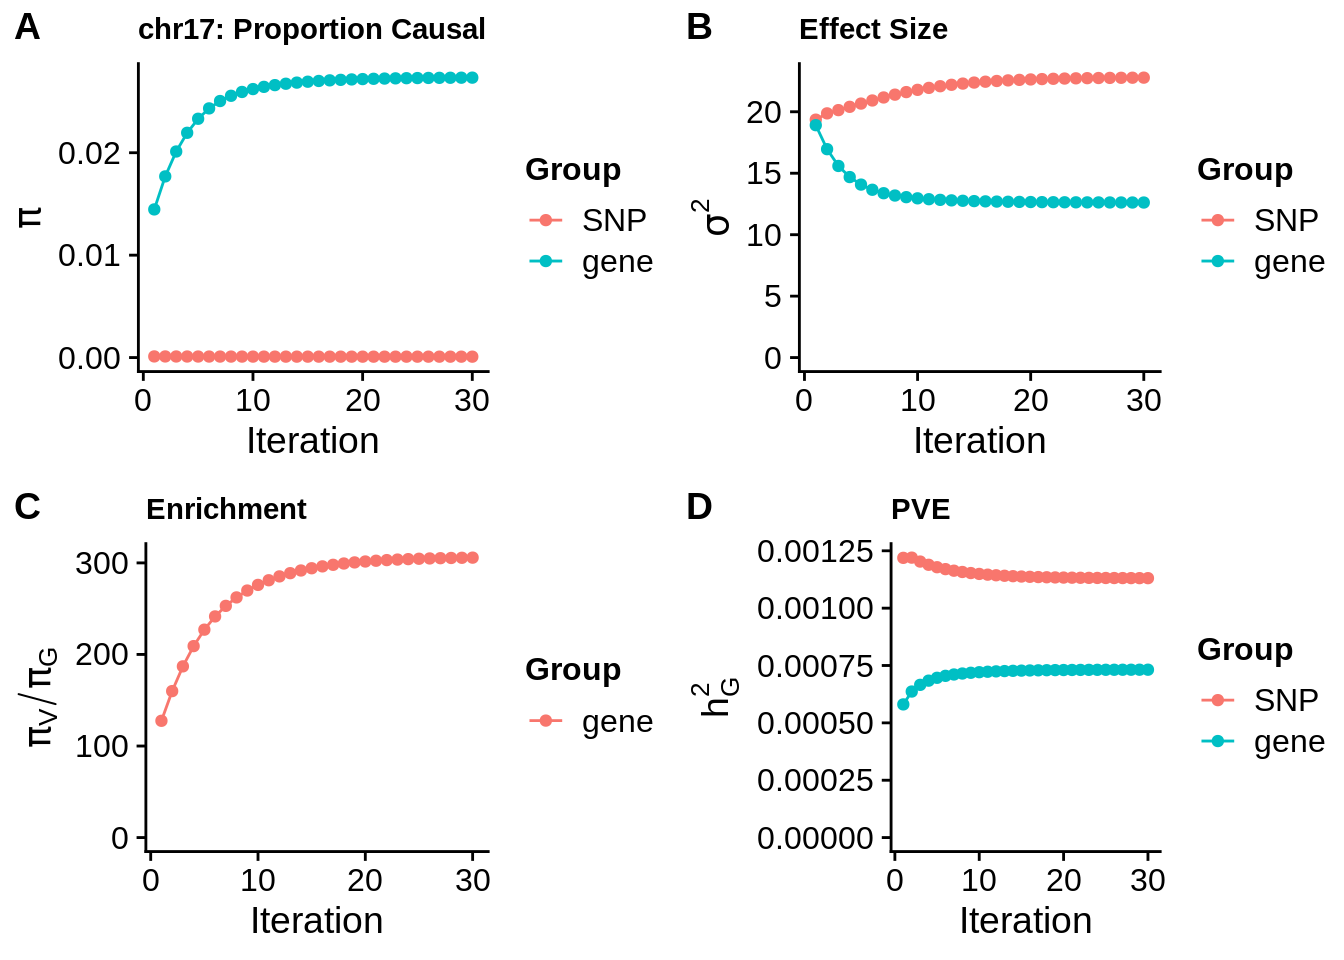 A
chr17: Proportion Causal
π
0.02
0.01
0.00
0 10 20 30
Iteration
Group
SNP
gene
B
Effect Size
σ²
20
15
10
5
0
0 10 20 30
Iteration
Group
SNP
gene
C
Enrichment
π_V/π_G
300
200
100
0
0 10 20 30
Iteration
Group
gene
D
PVE
h²_G
0.00125
0.00100
0.00075
0.00050
0.00025
0.00000
0 10 20 30
Iteration
Group
SNP
gene